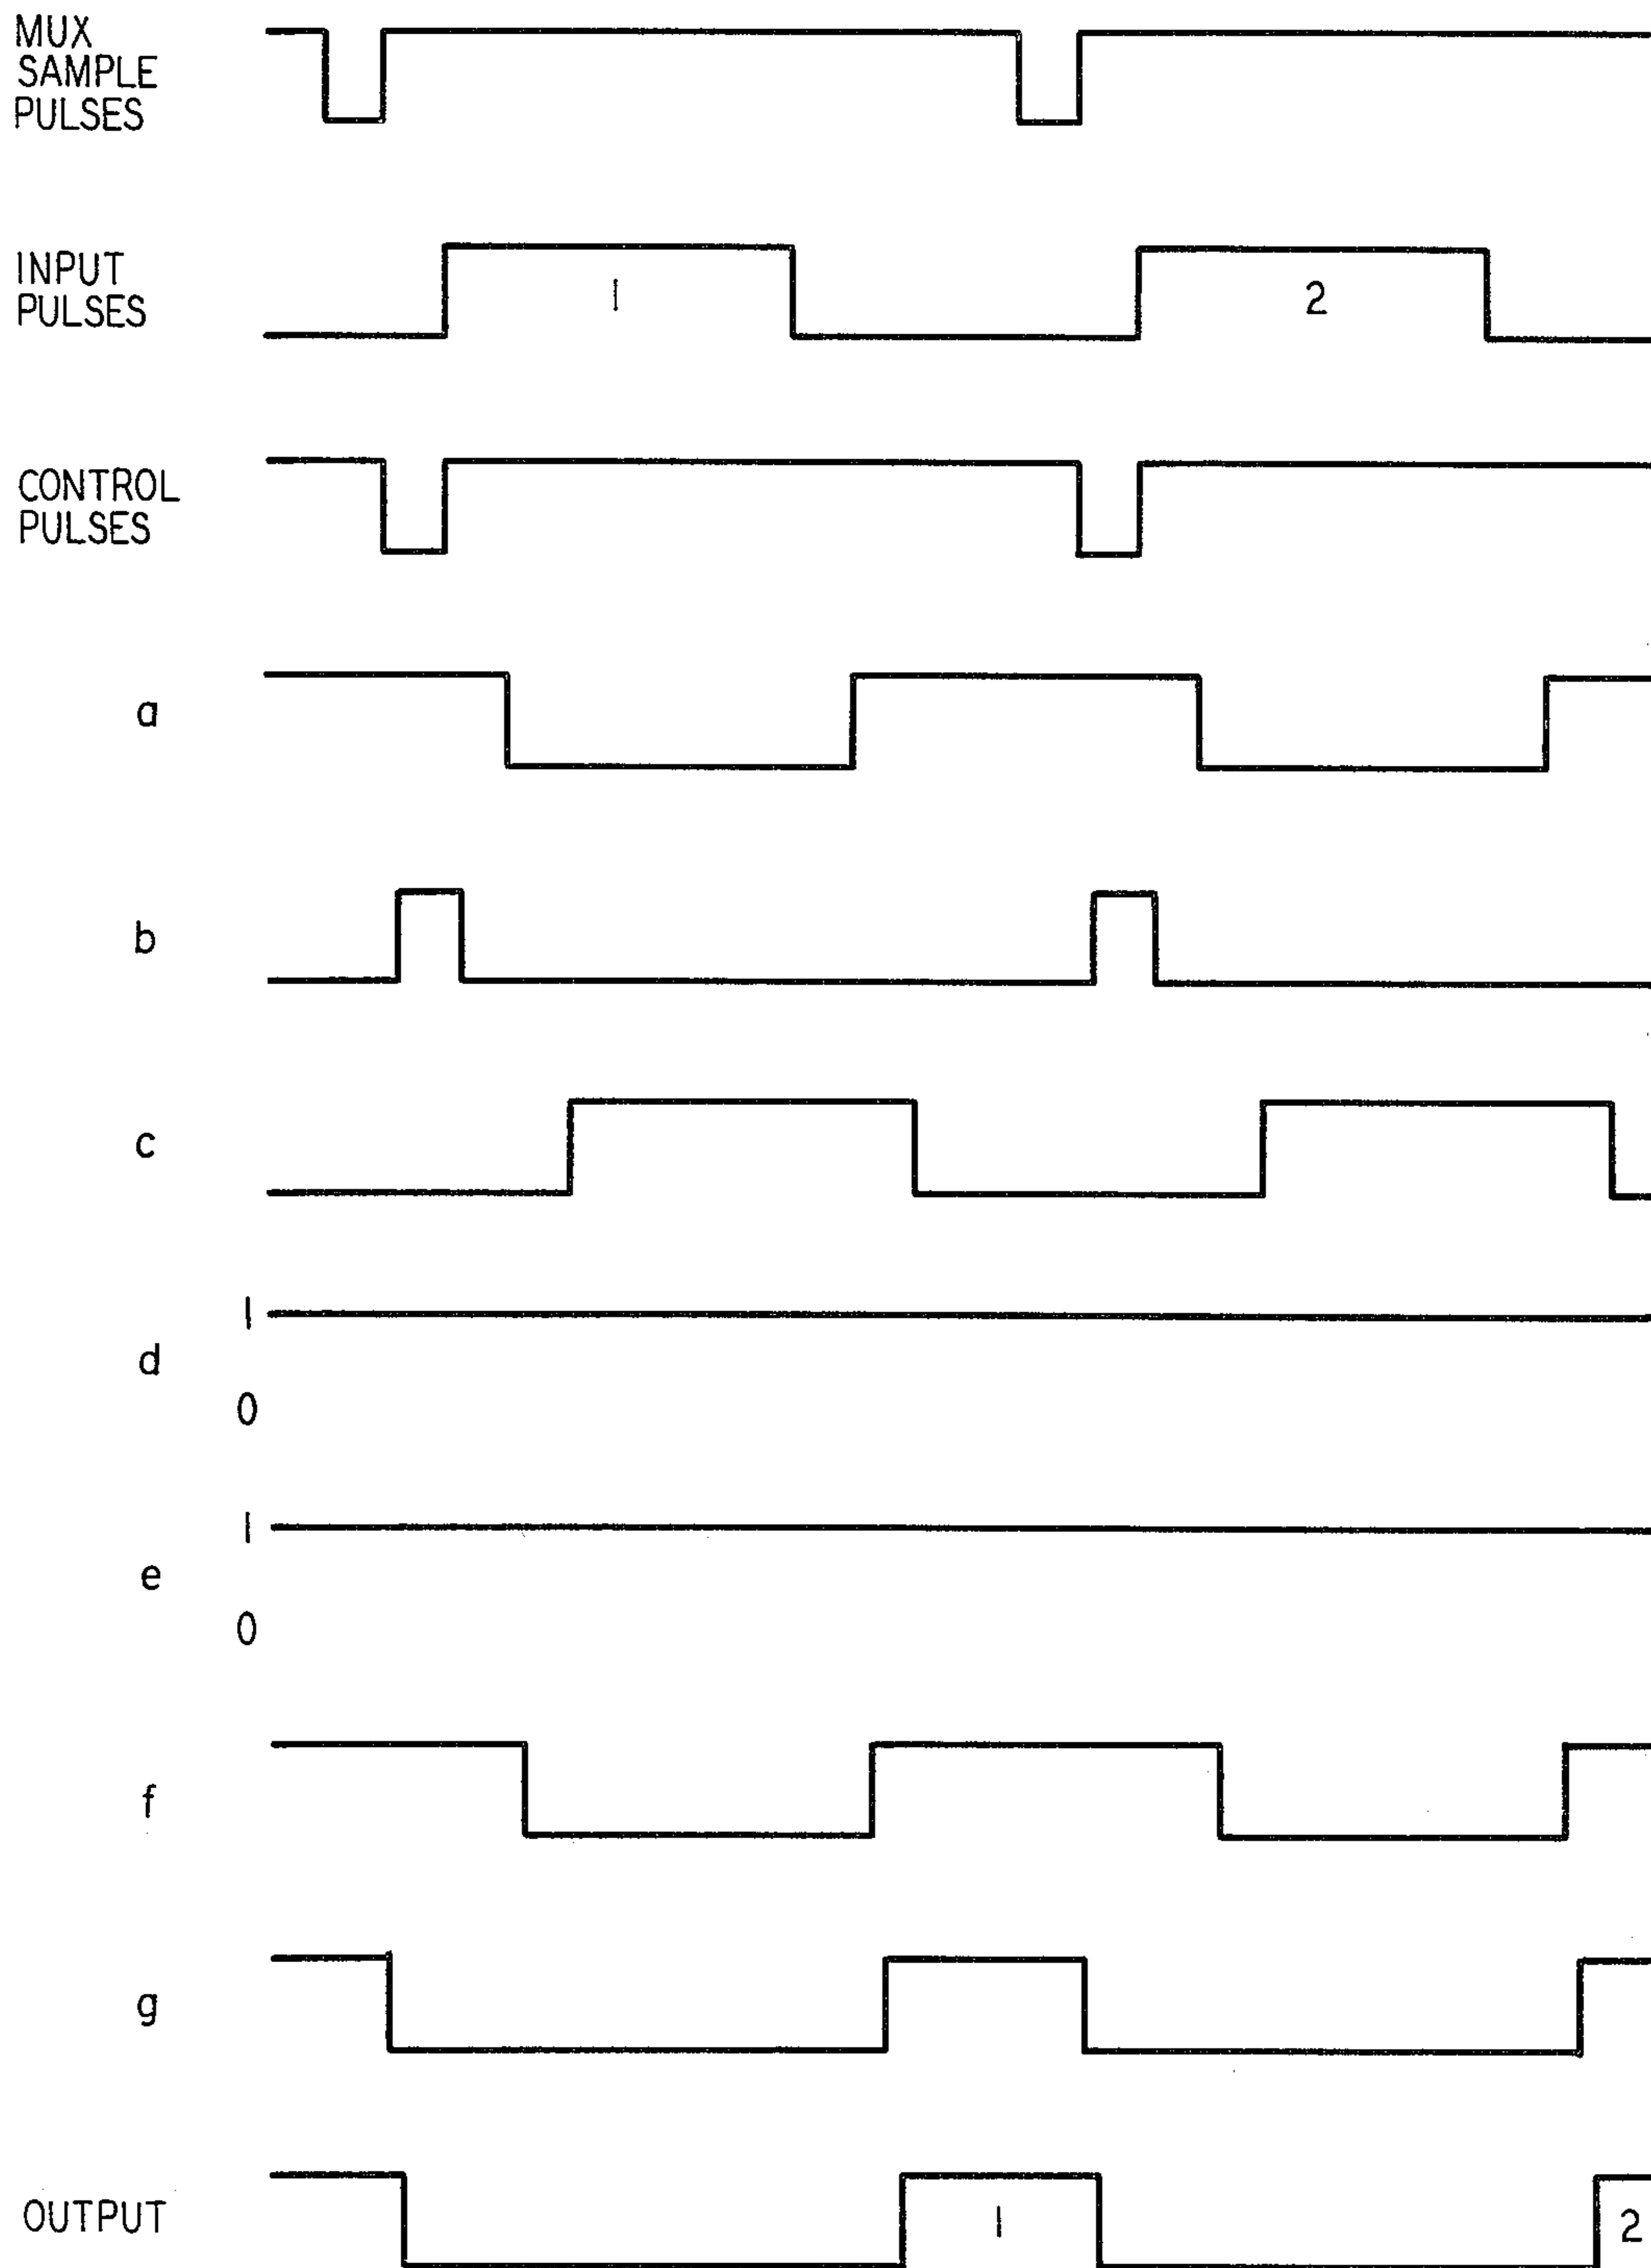 MUX
SAMPLE
PULSES
INPUT
PULSES
1
2
CONTROL
PULSES
a
b
c
1
d
0
1
e
0
f
g
OUTPUT
1
2